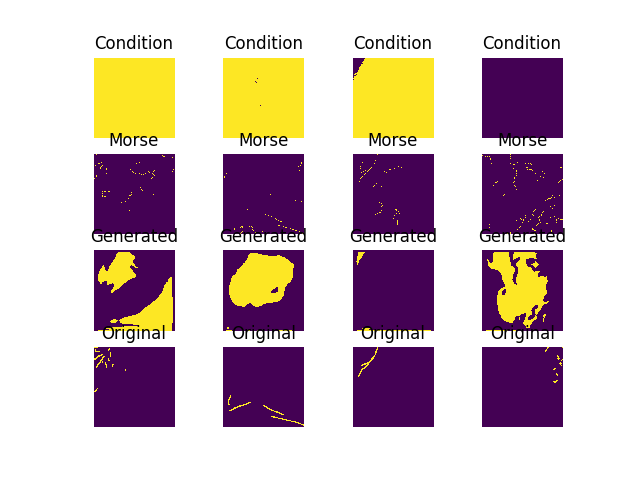 Condition Condition Condition Condition
Morse Morse Morse Morse
Generated Generated Generated Generated
Original Original Original Original